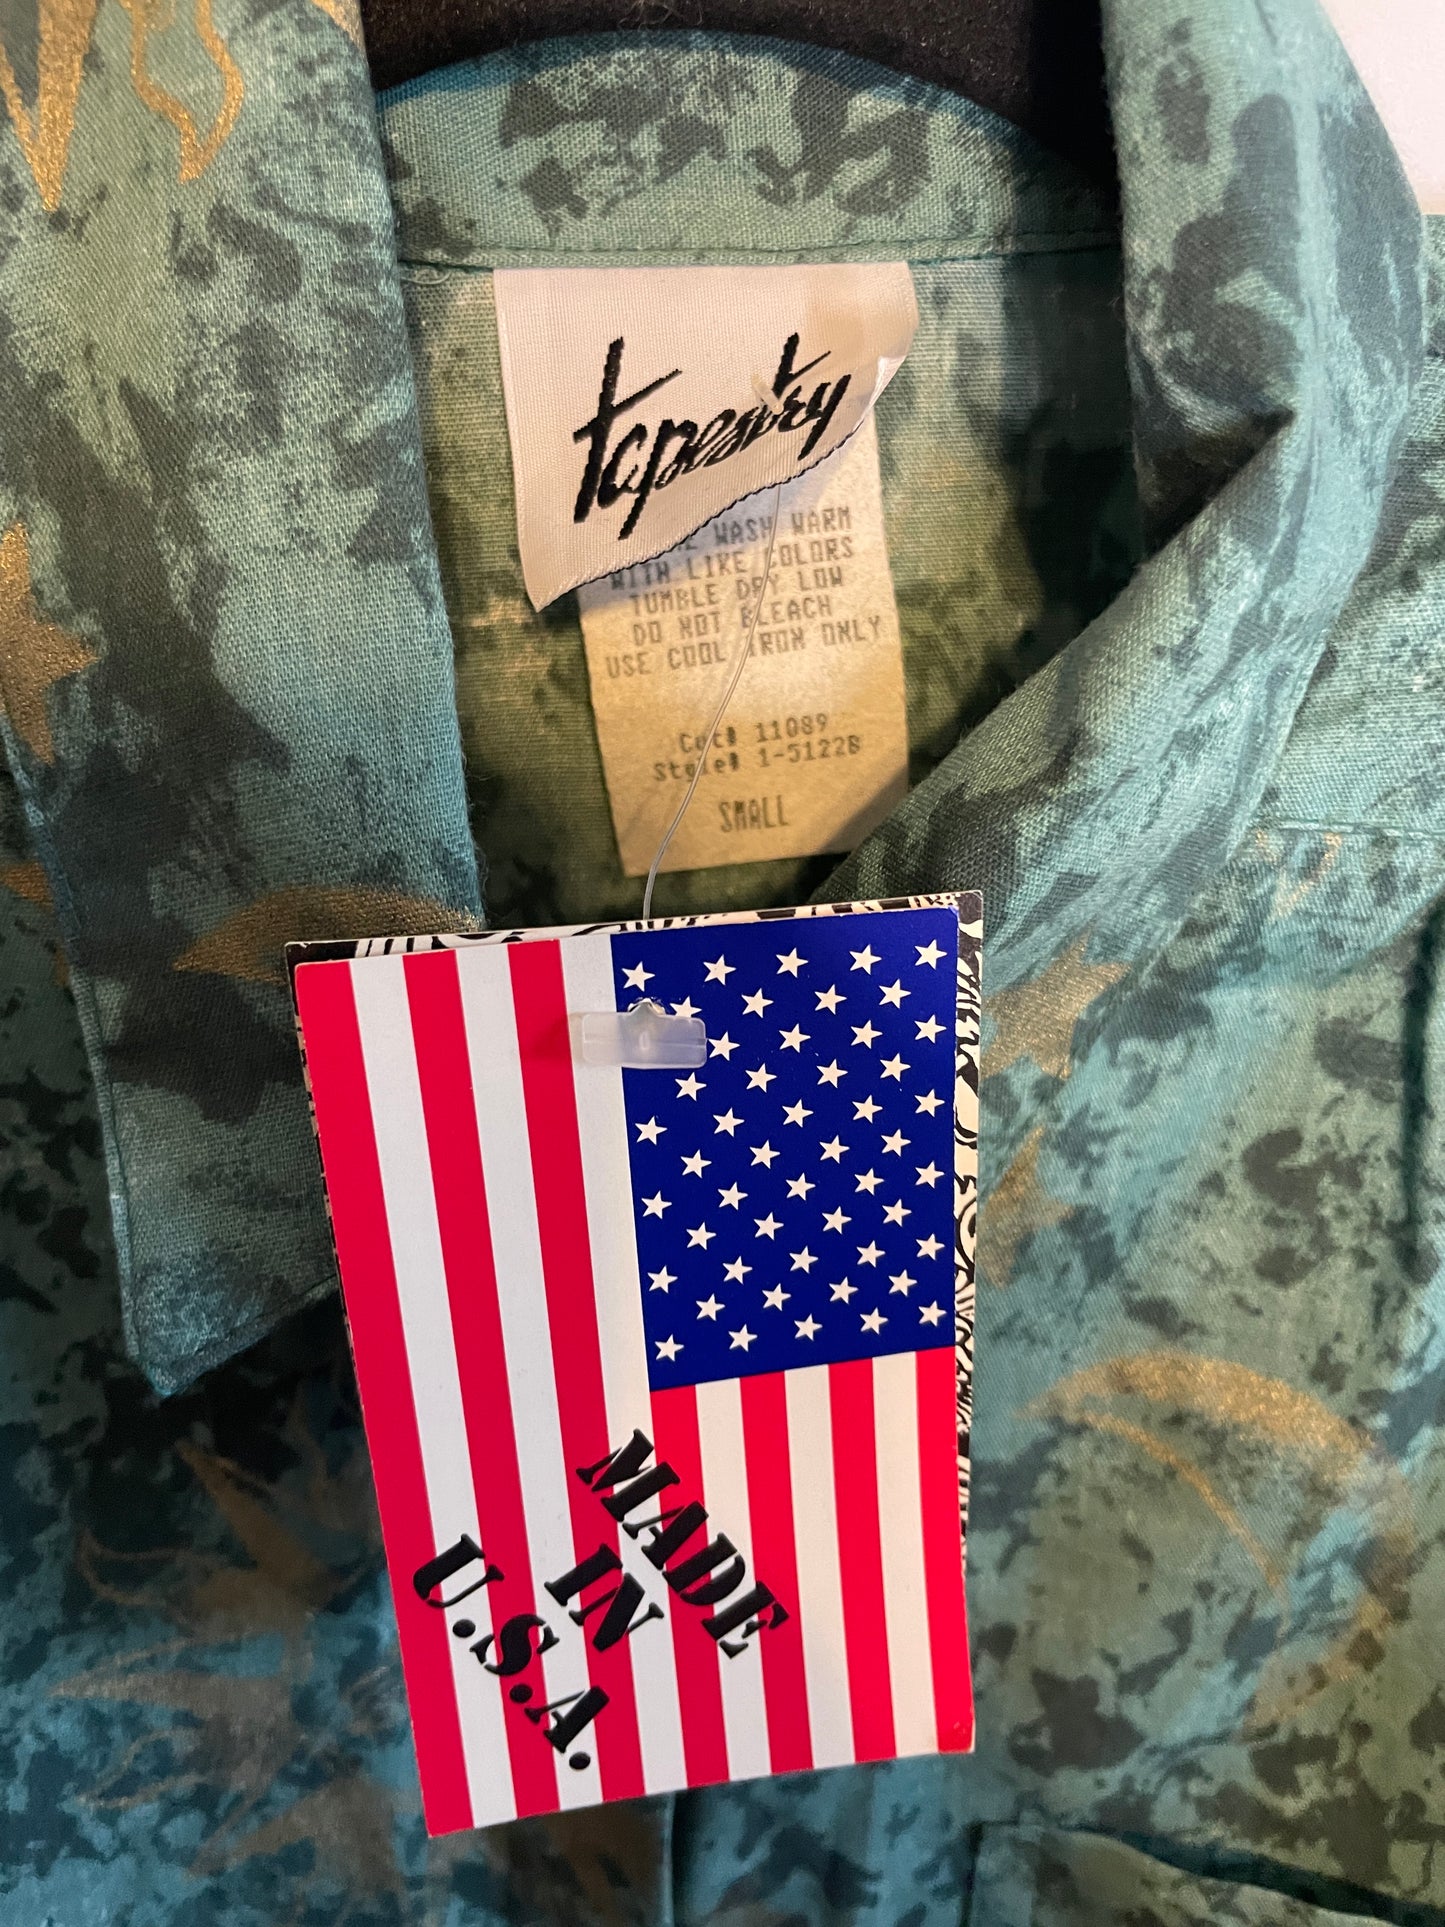 tapestry
WASH WARM
WITH LIKE COLORS
TUMBLE DRY LOW
DO NOT BLEACH
USE COOL IRON ONLY
Cut# 11089
Style# 1-5122B
SMALL
MADE
IN
U.S.A.